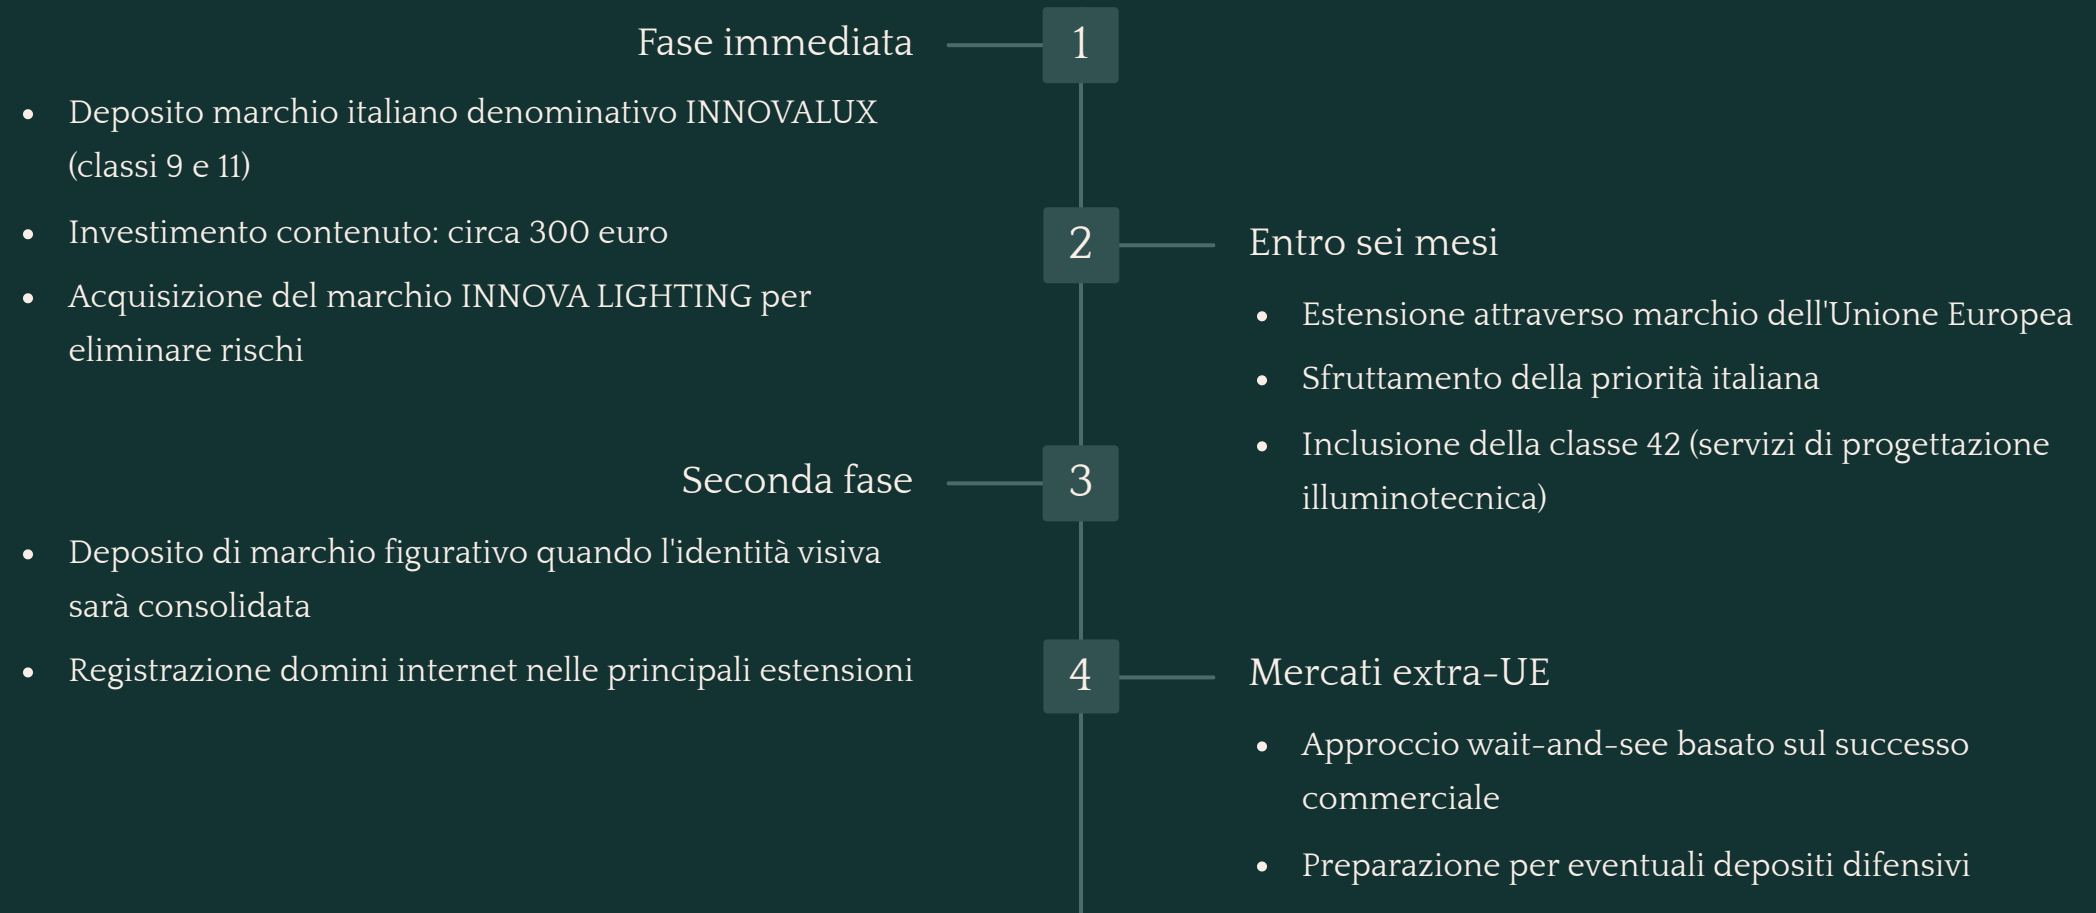 Fase immediata
1
Deposito marchio italiano denominativo INNOVALUX
(classi 9 e 11)
Investimento contenuto: circa 300 euro
Acquisizione del marchio INNOVA LIGHTING per
eliminare rischi
2
Entro sei mesi
Estensione attraverso marchio dell'Unione Europea
Sfruttamento della priorità italiana
Inclusione della classe 42 (servizi di progettazione
illuminotecnica)
Seconda fase
3
Deposito di marchio figurativo quando l'identità visiva
sarà consolidata
Registrazione domini internet nelle principali estensioni
4
Mercati extra-UE
Approccio wait-and-see basato sul successo
commerciale
Preparazione per eventuali depositi difensivi